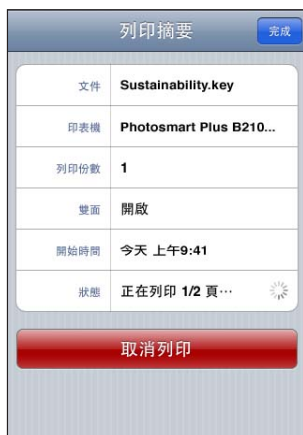 列印摘要
完成
文件 Sustainability.key
印表機 Photosmart Plus B210...
列印份數 1
雙面 開啟
開始時間 今天 上午9:41
狀態 正在列印 1/2 頁⋯
取消列印